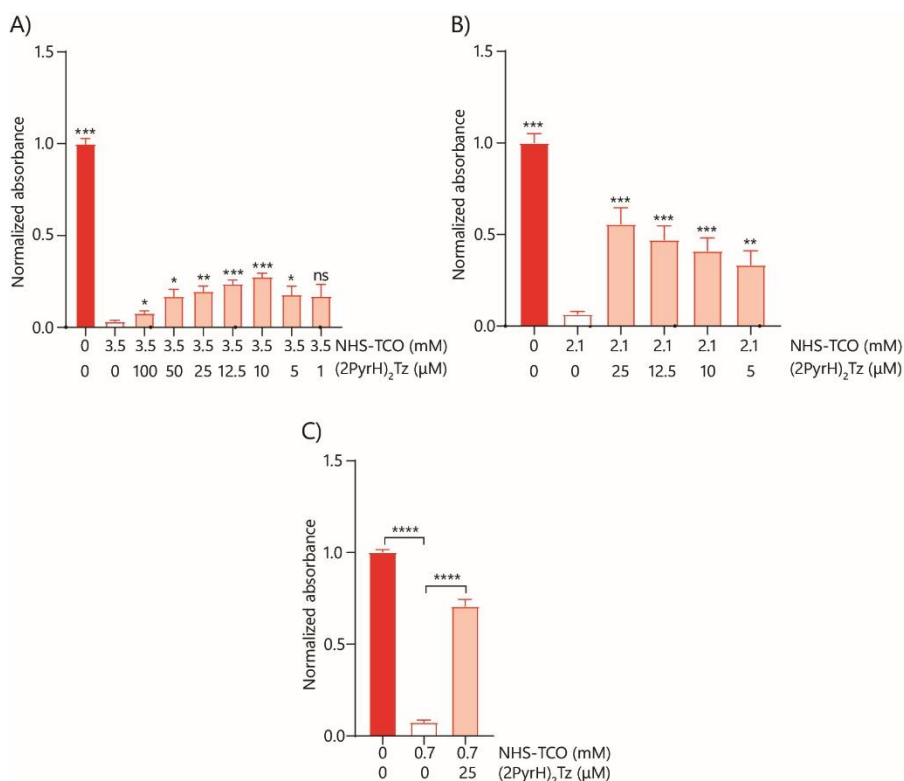 A)
1.5
1.0
0.5
0.0
Normalized absorbance
***
*
*
**
***
***
*
ns
0 3.5 3.5 3.5 3.5 3.5 3.5 3.5 3.5 NHS-TCO (mM)
0 0 100 50 25 12.5 10 5 1 (2PyrH)₂Tz (µM)
B)
1.5
1.0
0.5
0.0
Normalized absorbance
***
***
***
***
**
0 2.1 2.1 2.1 2.1 2.1 NHS-TCO (mM)
0 0 25 12.5 10 5 (2PyrH)₂Tz (µM)
C)
1.5
1.0
0.5
0.0
Normalized absorbance
****
****
0 0.7 0.7 NHS-TCO (mM)
0 0 25 (2PyrH)₂Tz (µM)